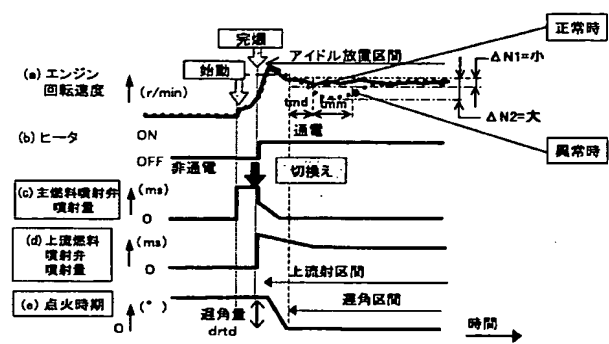 完爆
正常時
アイドル放置区間
始動
ΔN1=小
(a) エンジン
回転速度
(r/min)
tmd
tmm
ΔN2=大
(b) ヒータ
ON
通電
OFF
非通電
異常時
切換え
(c) 主燃料噴射弁
噴射量
(ms)
0
(d) 上流燃料
噴射弁
噴射量
(ms)
0
上流射区間
(e) 点火時期
(°)
0
遅角量
drtd
遅角区間
時間